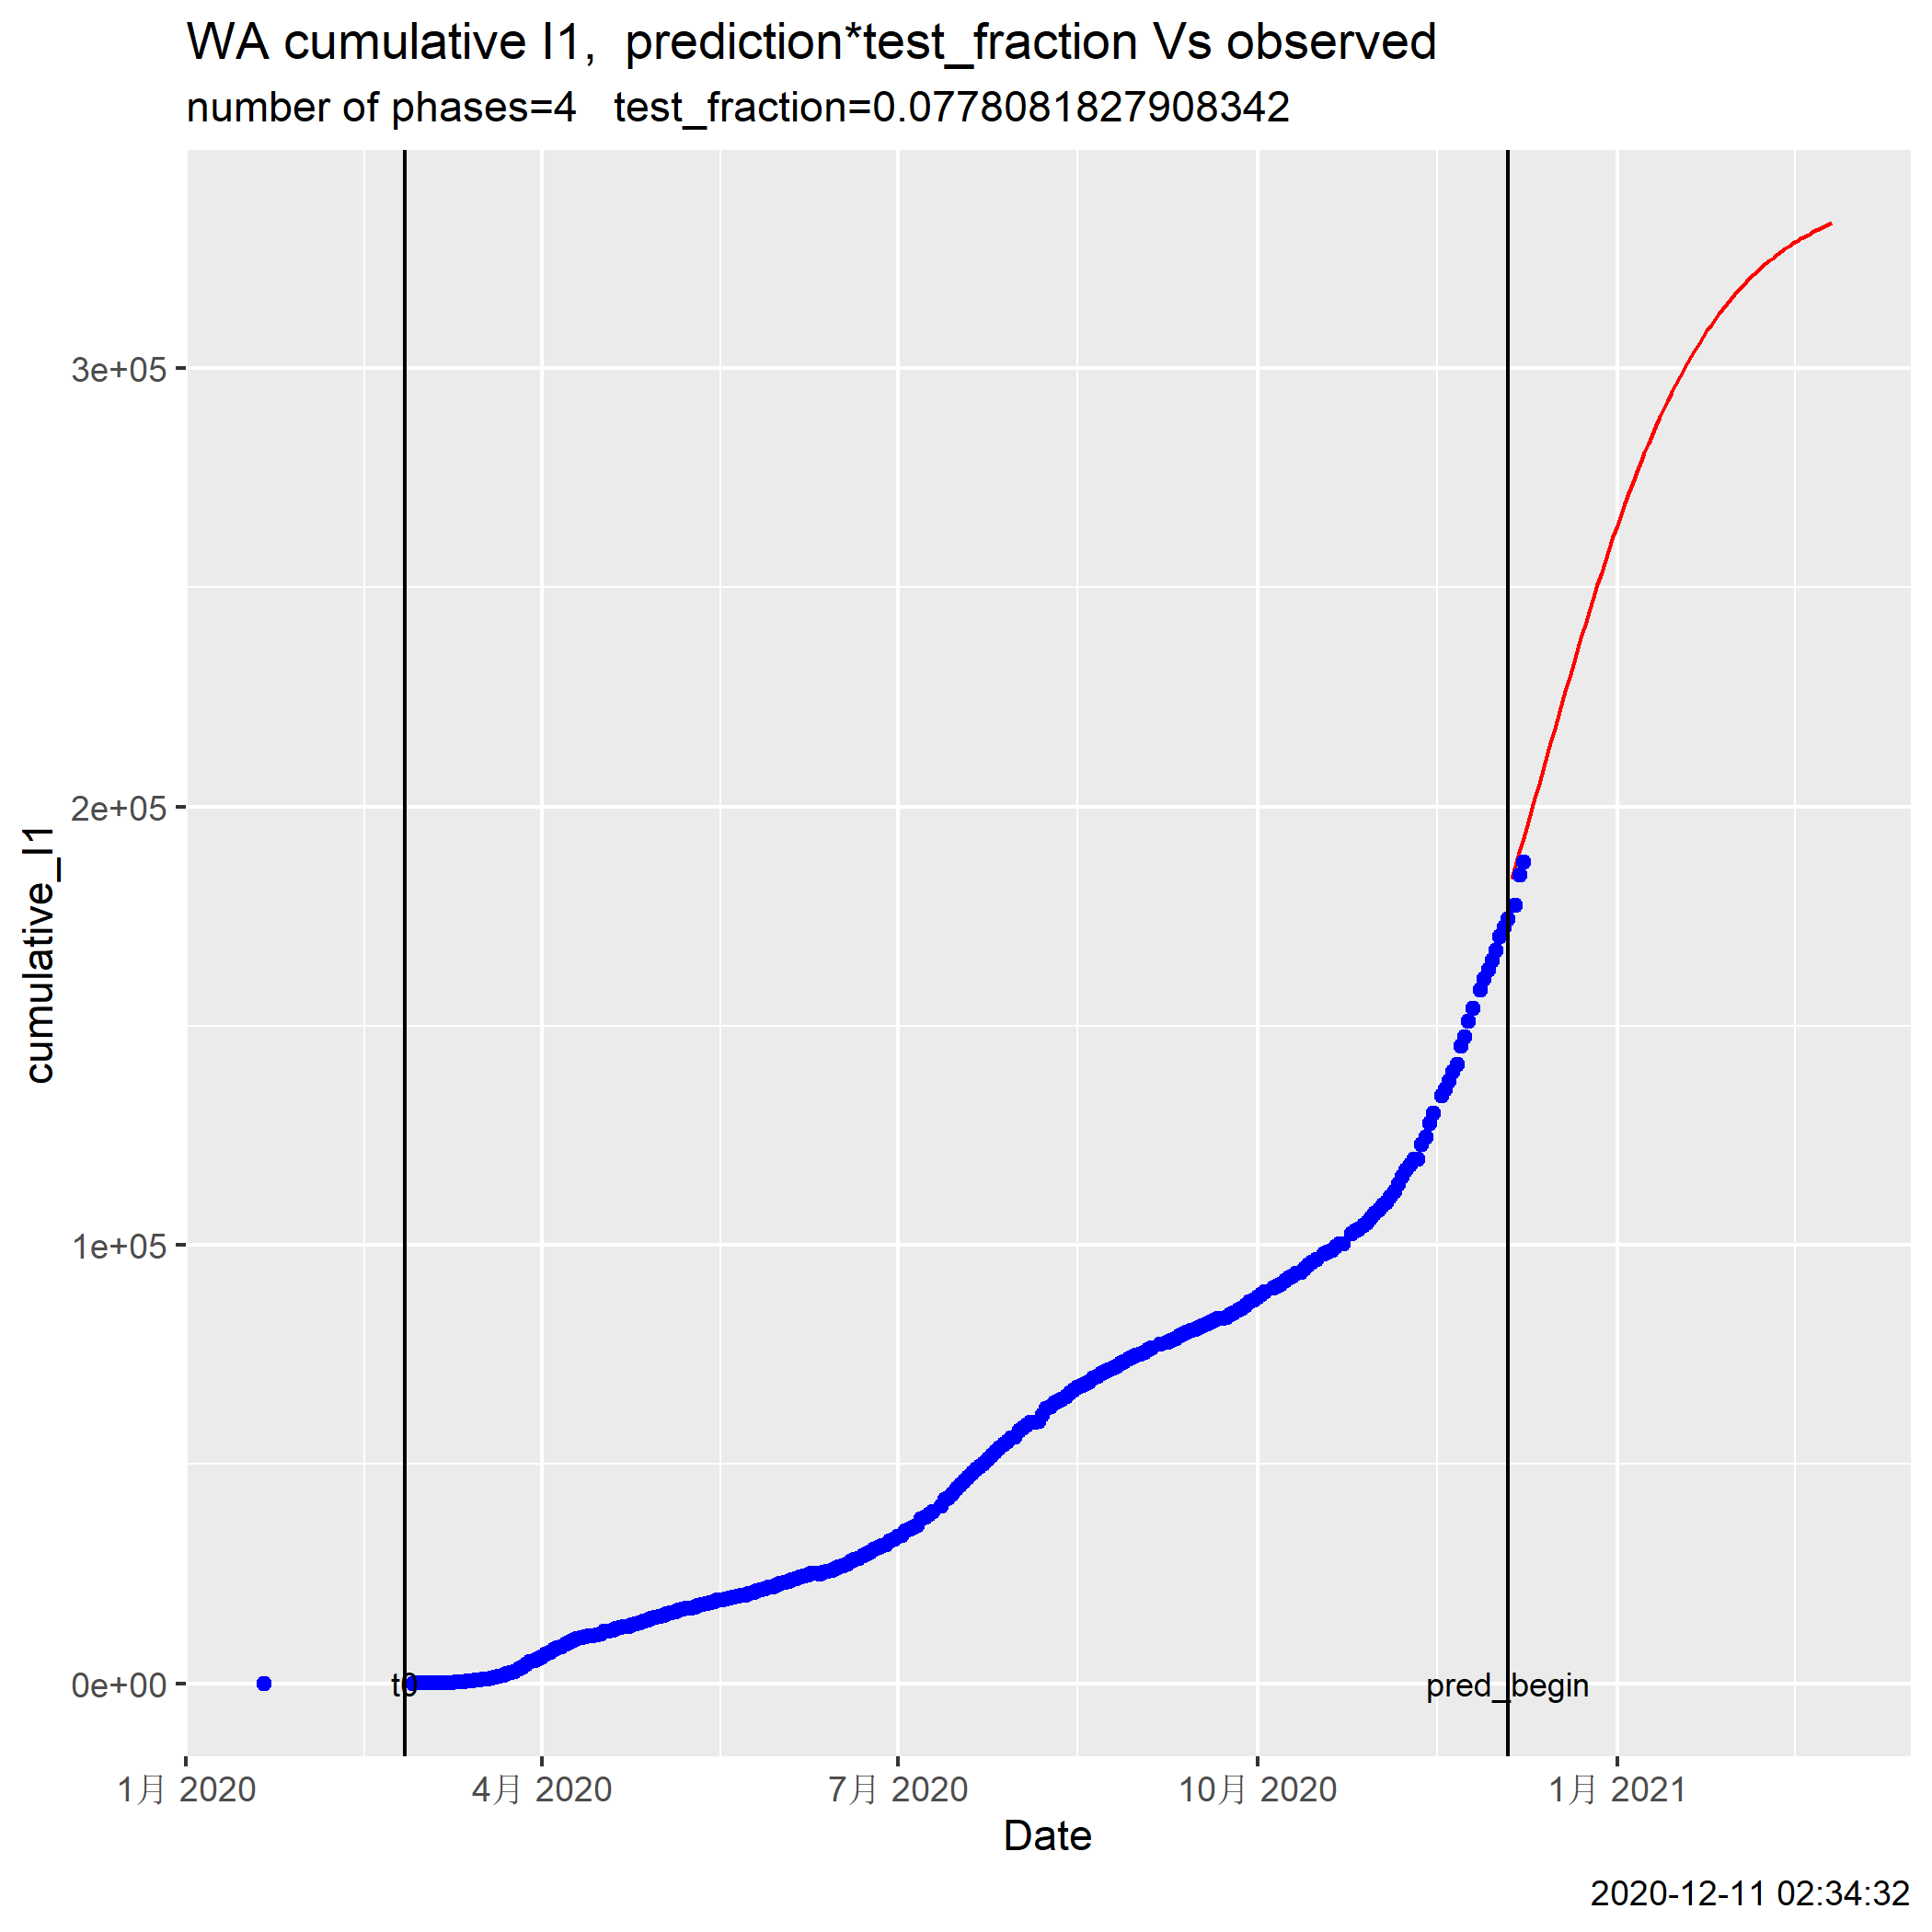 WA cumulative I1,  prediction*test_fraction Vs observed
number of phases=4   test_fraction=0.0778081827908342
cumulative_I1
3e+05
2e+05
1e+05
0e+00
t0
pred_begin
1月 2020
4月 2020
7月 2020
10月 2020
1月 2021
Date
2020-12-11 02:34:32